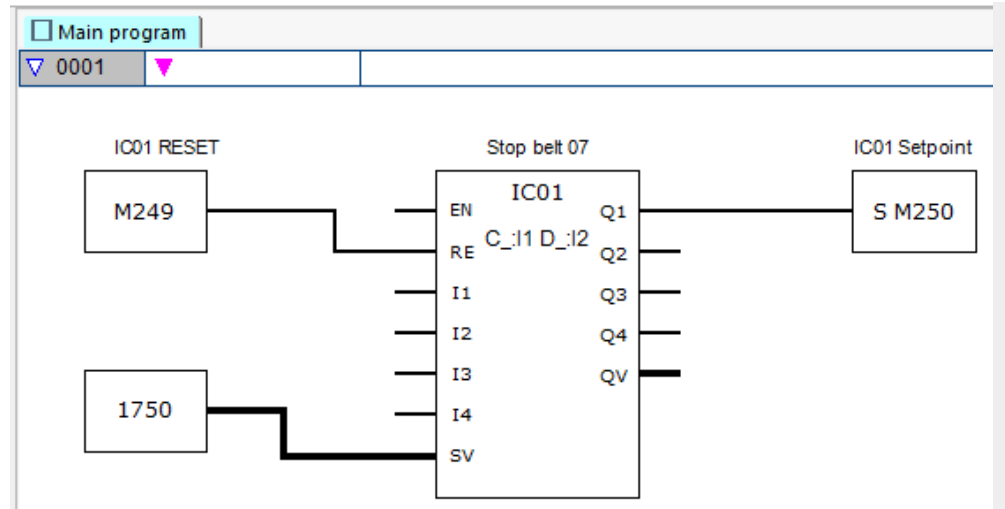 Main program
0001
IC01 RESET
Stop belt 07
IC01 Setpoint
M249
IC01
S M250
EN
Q1
C_:I1 D_:I2
RE
Q2
I1
Q3
I2
Q4
I3
QV
1750
I4
SV